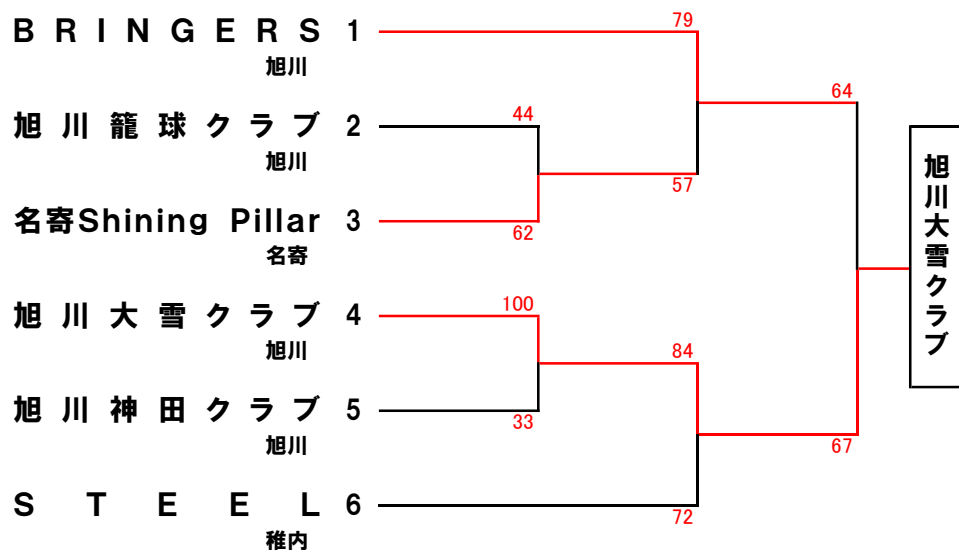 BRINGERS 1
旭川
旭川籠球クラブ 2
旭川
名寄Shining Pillar 3
名寄
旭川大雪クラブ 4
旭川
旭川神田クラブ 5
旭川
STEEL 6
稚内
44
62
100
33
79
57
84
72
64
67
旭川大雪クラブ